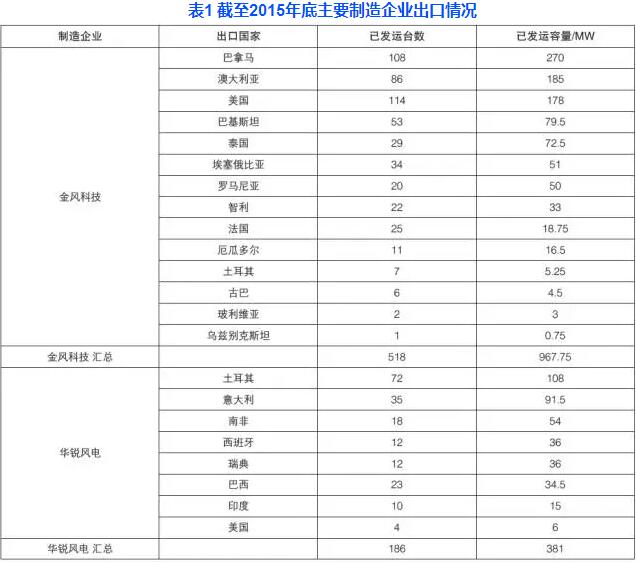 表1 截至2015年底主要制造企业出口情况
制造企业 出口国家 已发运台数 已发运容量/MW
金风科技 巴拿马 108 270
澳大利亚 86 185
美国 114 178
巴基斯坦 53 79.5
泰国 29 72.5
埃塞俄比亚 34 51
罗马尼亚 20 50
智利 22 33
法国 25 18.75
厄瓜多尔 11 16.5
土耳其 7 5.25
古巴 6 4.5
玻利维亚 2 3
乌兹别克斯坦 1 0.75
金风科技 汇总 518 967.75
华锐风电 土耳其 72 108
意大利 35 91.5
南非 18 54
西班牙 12 36
瑞典 12 36
巴西 23 34.5
印度 10 15
美国 4 6
华锐风电 汇总 186 381